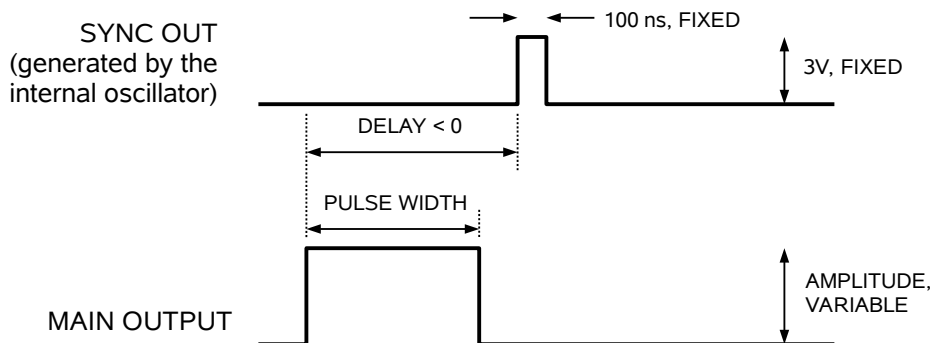 100 ns, FIXED
SYNC OUT
(generated by the
internal oscillator)
3V, FIXED
DELAY < 0
PULSE WIDTH
AMPLITUDE,
VARIABLE
MAIN OUTPUT